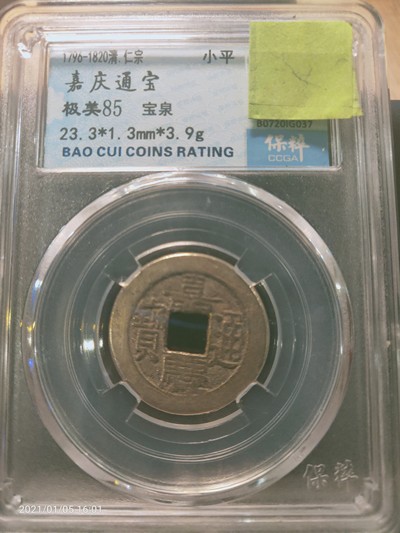 1796-1820清.仁宗 小平
嘉庆通宝
极美85 宝泉
23.3*1.3mm*3.9g
BAO CUI COINS RATING
B0720IG037
保粹
CCGA
保粹
2021/01/05 16:01